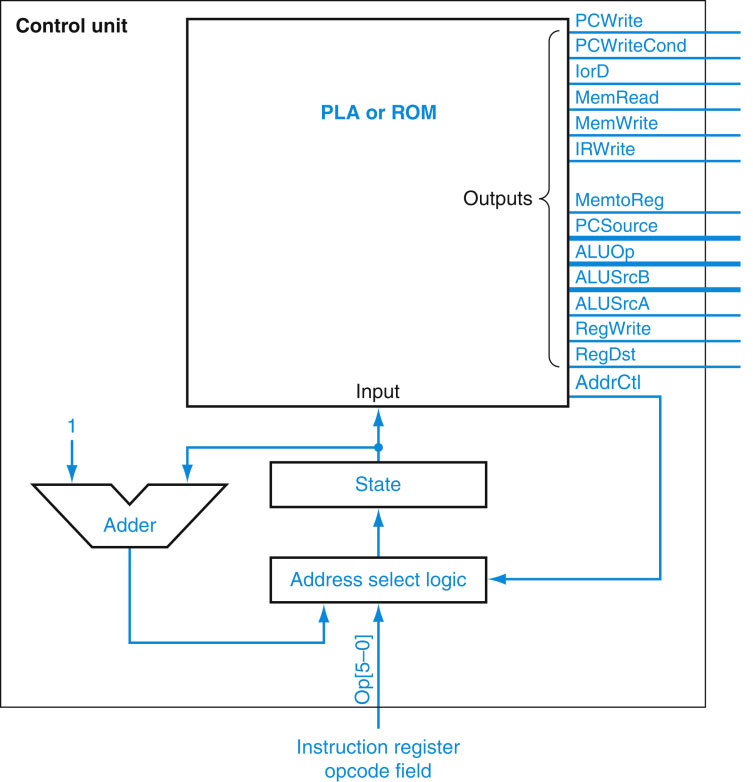 Control unit
PLA or ROM
Outputs
PCWrite
PCWriteCond
IorD
MemRead
MemWrite
IRWrite
MemtoReg
PCSource
ALUOp
ALUSrcB
ALUSrcA
RegWrite
RegDst
AddrCtl
Input
1
State
Adder
Address select logic
Op[5–0]
Instruction register
opcode field